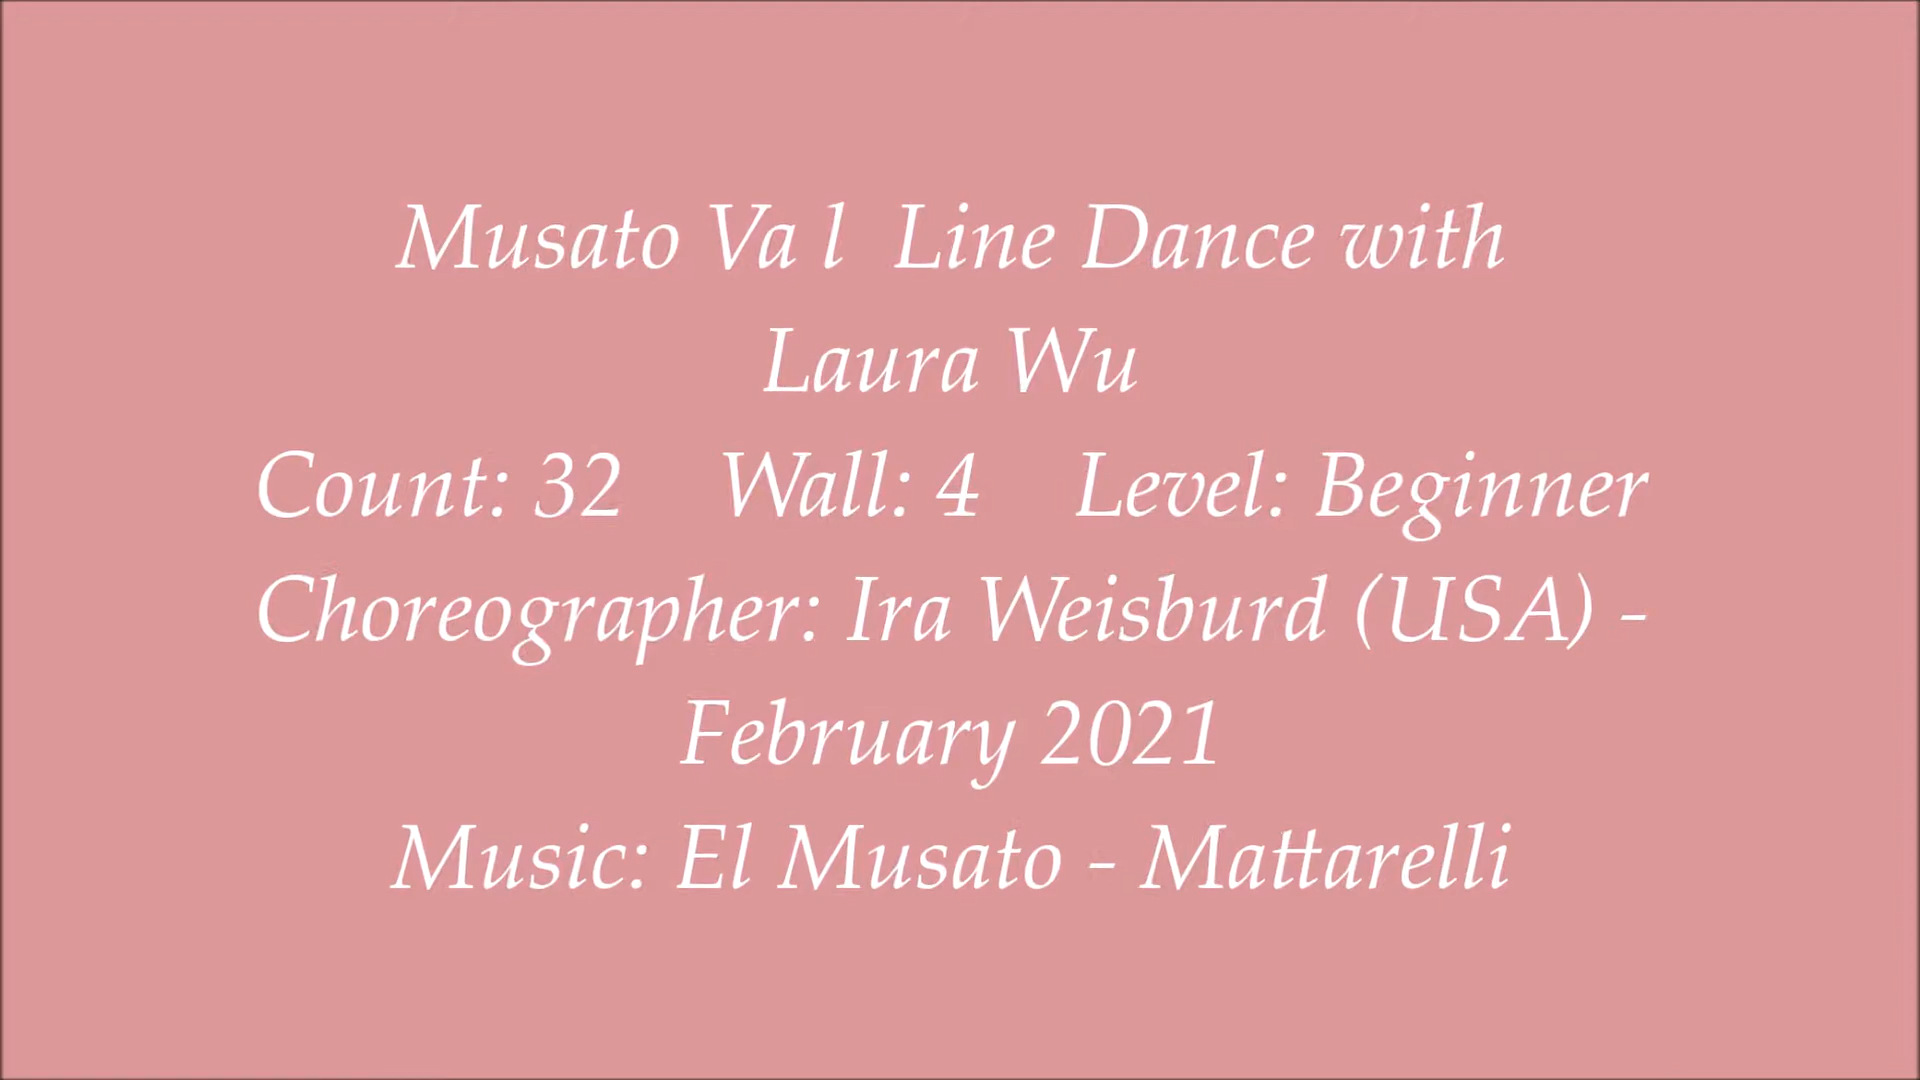 Musato Va l Line Dance with
Laura Wu
Count: 32 Wall: 4 Level: Beginner
Choreographer: Ira Weisburd (USA) -
February 2021
Music: El Musato - Mattarelli